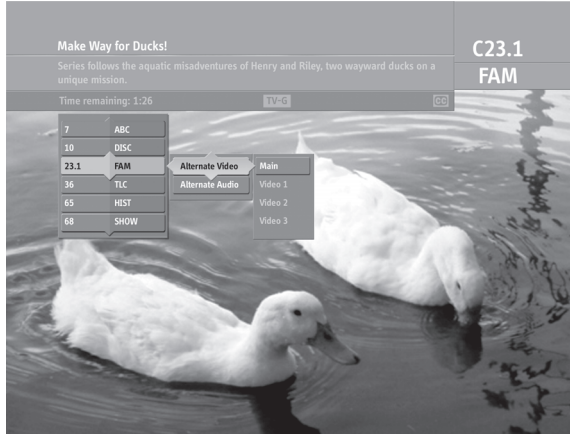 Make Way for Ducks!
C23.1
Series follows the aquatic misadventures of Henry and Riley, two wayward ducks on a
unique mission.
FAM
Time remaining: 1:26 TV-G CC
7 ABC
10 DISC
23.1 FAM Alternate Video Main
36 TLC Alternate Audio Video 1
65 HIST Video 2
68 SHOW Video 3